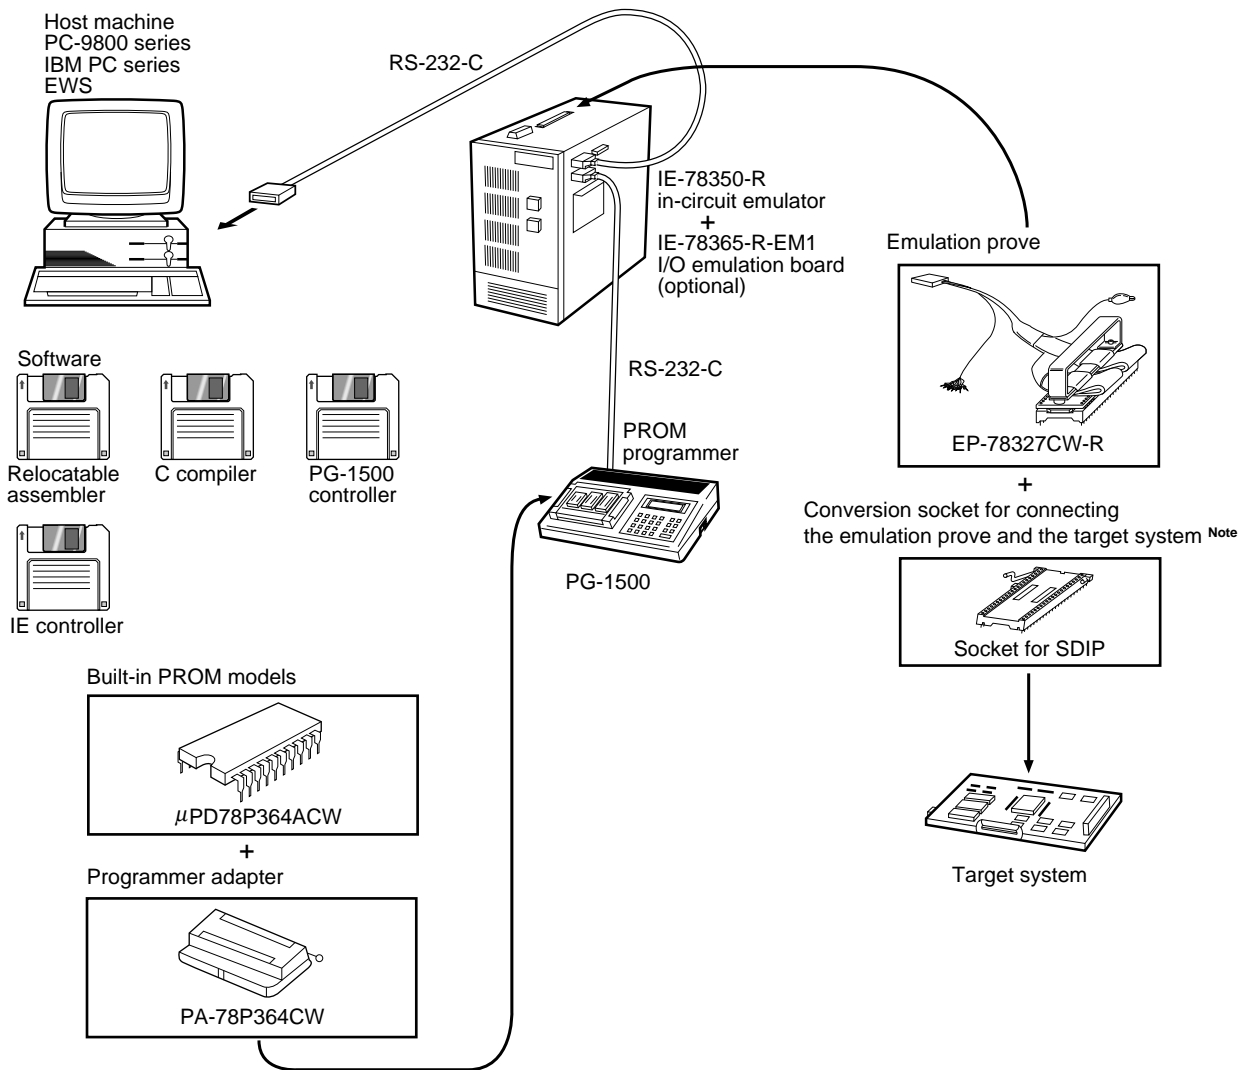 Host machine
PC-9800 series
IBM PC series
EWS
RS-232-C
IE-78350-R
in-circuit emulator
+
IE-78365-R-EM1
I/O emulation board
(optional)
Emulation prove
EP-78327CW-R
+
Conversion socket for connecting
the emulation prove and the target system Note
Socket for SDIP
Target system
Software
Relocatable
assembler
C compiler
PG-1500
controller
IE controller
RS-232-C
PROM
programmer
PG-1500
Built-in PROM models
μPD78P364ACW
+
Programmer adapter
PA-78P364CW